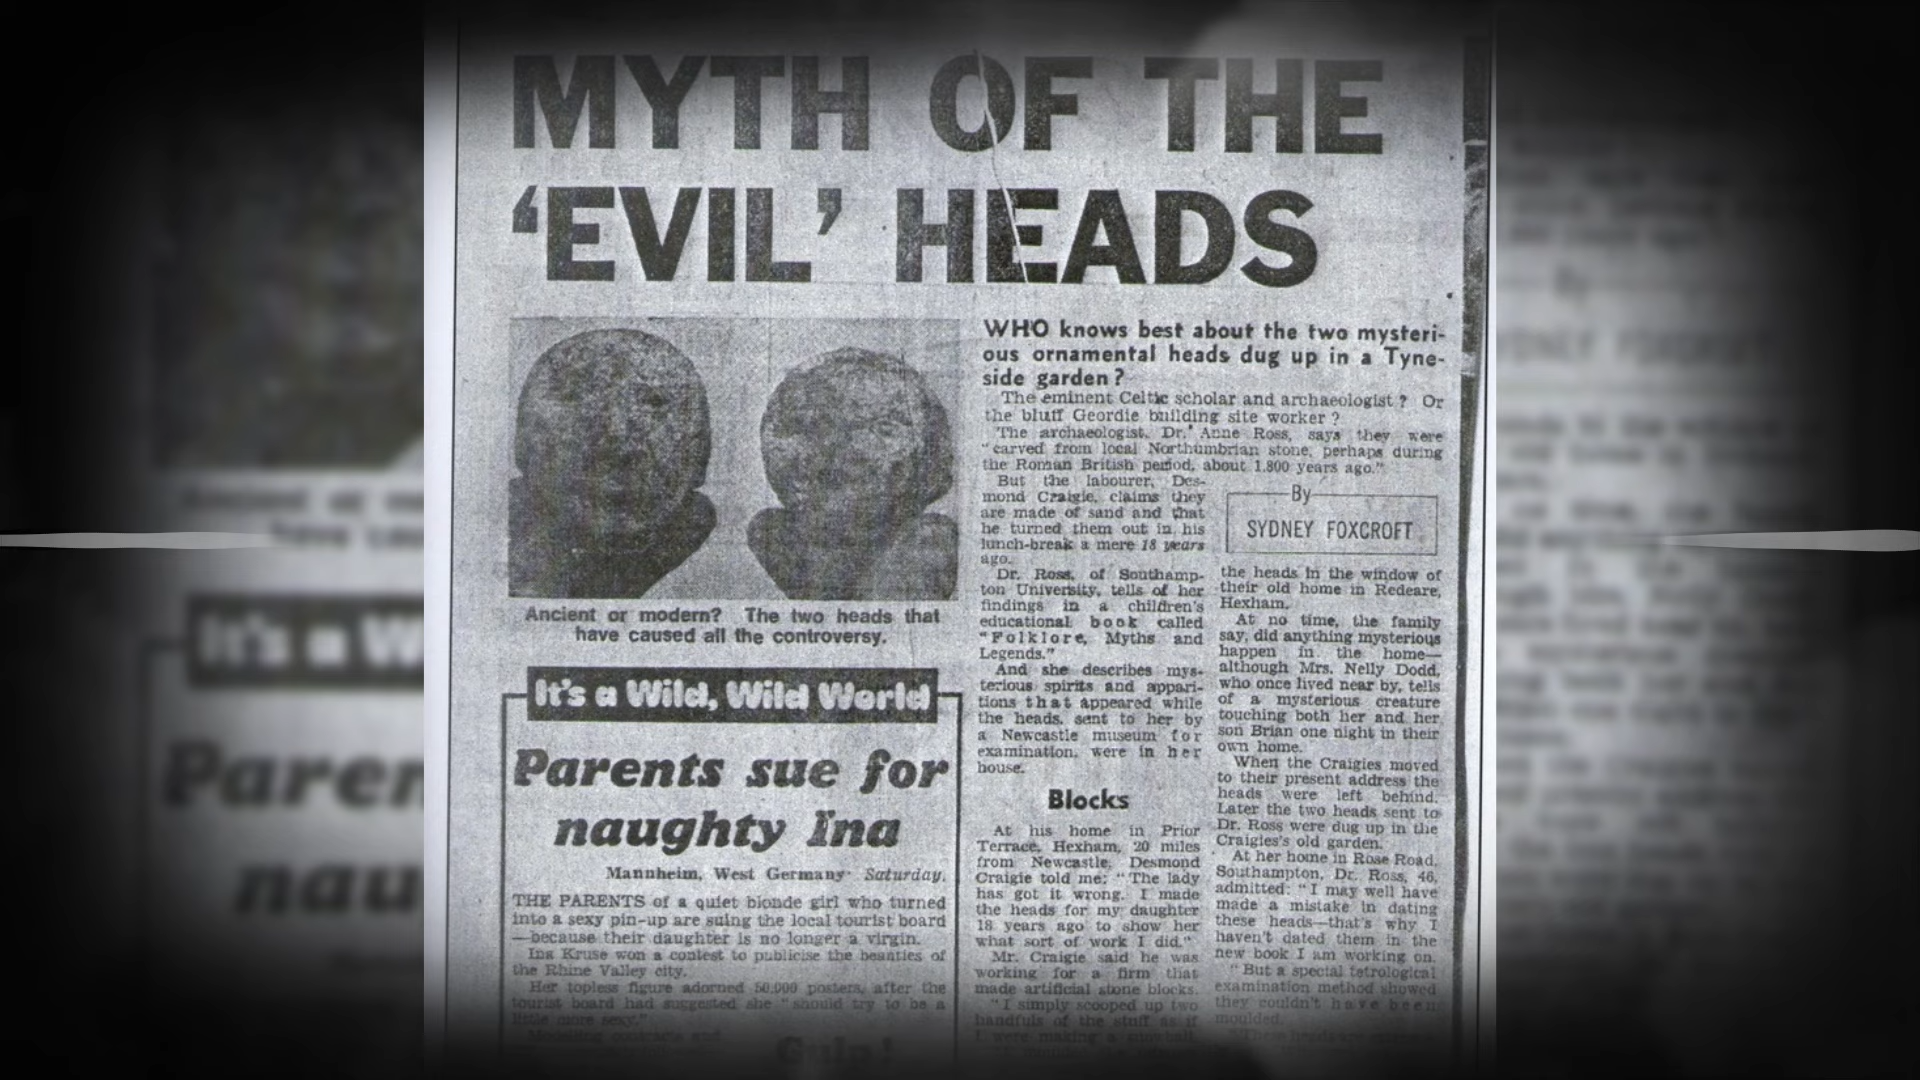 MYTH OF THE
'EVIL' HEADS
WHO knows best about the two mysteri-
ous ornamental heads dug up in a Tyne-
side garden?
The eminent Celtic scholar and archaeologist? Or
the bluff Geordie building site worker?
The archaeologist, Dr. Anne Ross, says they were
"carved from local Northumbrian stone, perhaps during
the Roman British period, about 1,800 years ago."
But the labourer, Des-
mond Craigie, claims they
are made of sand and that
he turned them out in his
lunch-break a mere 18 years
ago.
Dr. Ross, of Southamp-
ton University, tells of her
findings in a children's
educational book called
"Folklore, Myths and
Legends."
And she describes mys-
terious spirits and appari-
tions that appeared while
the heads, sent to her by
a Newcastle museum for
examination, were in her
house.
Blocks
At his home in Prior
Terrace, Hexham, 20 miles
from Newcastle, Desmond
Craigie told me: "The lady
has got it wrong. I made
the heads for my daughter
18 years ago to show her
what sort of work I did."
Mr. Craigie said he was
working for a firm that
made artificial stone blocks.
"I simply scooped up two
handfuls of the stuff as if
I were making a snowball.
By
SYDNEY FOXCROFT
the heads in the window of
their old home in Redeare,
Hexham.
At no time, the family
say, did anything mysterious
happen in the home—
although Mrs. Nelly Dodd,
who once lived near by, tells
of a mysterious creature
touching both her and her
son Brian one night in their
own home.
When the Craigies moved
to their present address the
heads were left behind.
Later the two heads sent to
Dr. Ross were dug up in the
Craigies's old garden.
At her home in Rose Road,
Southampton, Dr. Ross, 46,
admitted: "I may well have
made a mistake in dating
these heads—that's why I
haven't dated them in the
new book I am working on.
"But a special tetrological
examination method showed
they couldn't have been
moulded.
"These heads
Ancient or modern? The two heads that
have caused all the controversy.
It's a Wild, Wild World
Parents sue for
naughty Ina
Mannheim, West Germany Saturday.
THE PARENTS of a quiet blonde girl who turned
into a sexy pin-up are suing the local tourist board
—because their daughter is no longer a virgin.
Ina Kruse won a contest to publicise the beauties of
the Rhine Valley city.
Her topless figure adorned 50,000 posters, after the
tourist board had suggested she "should try to be a
little more sexy."
Gulp!